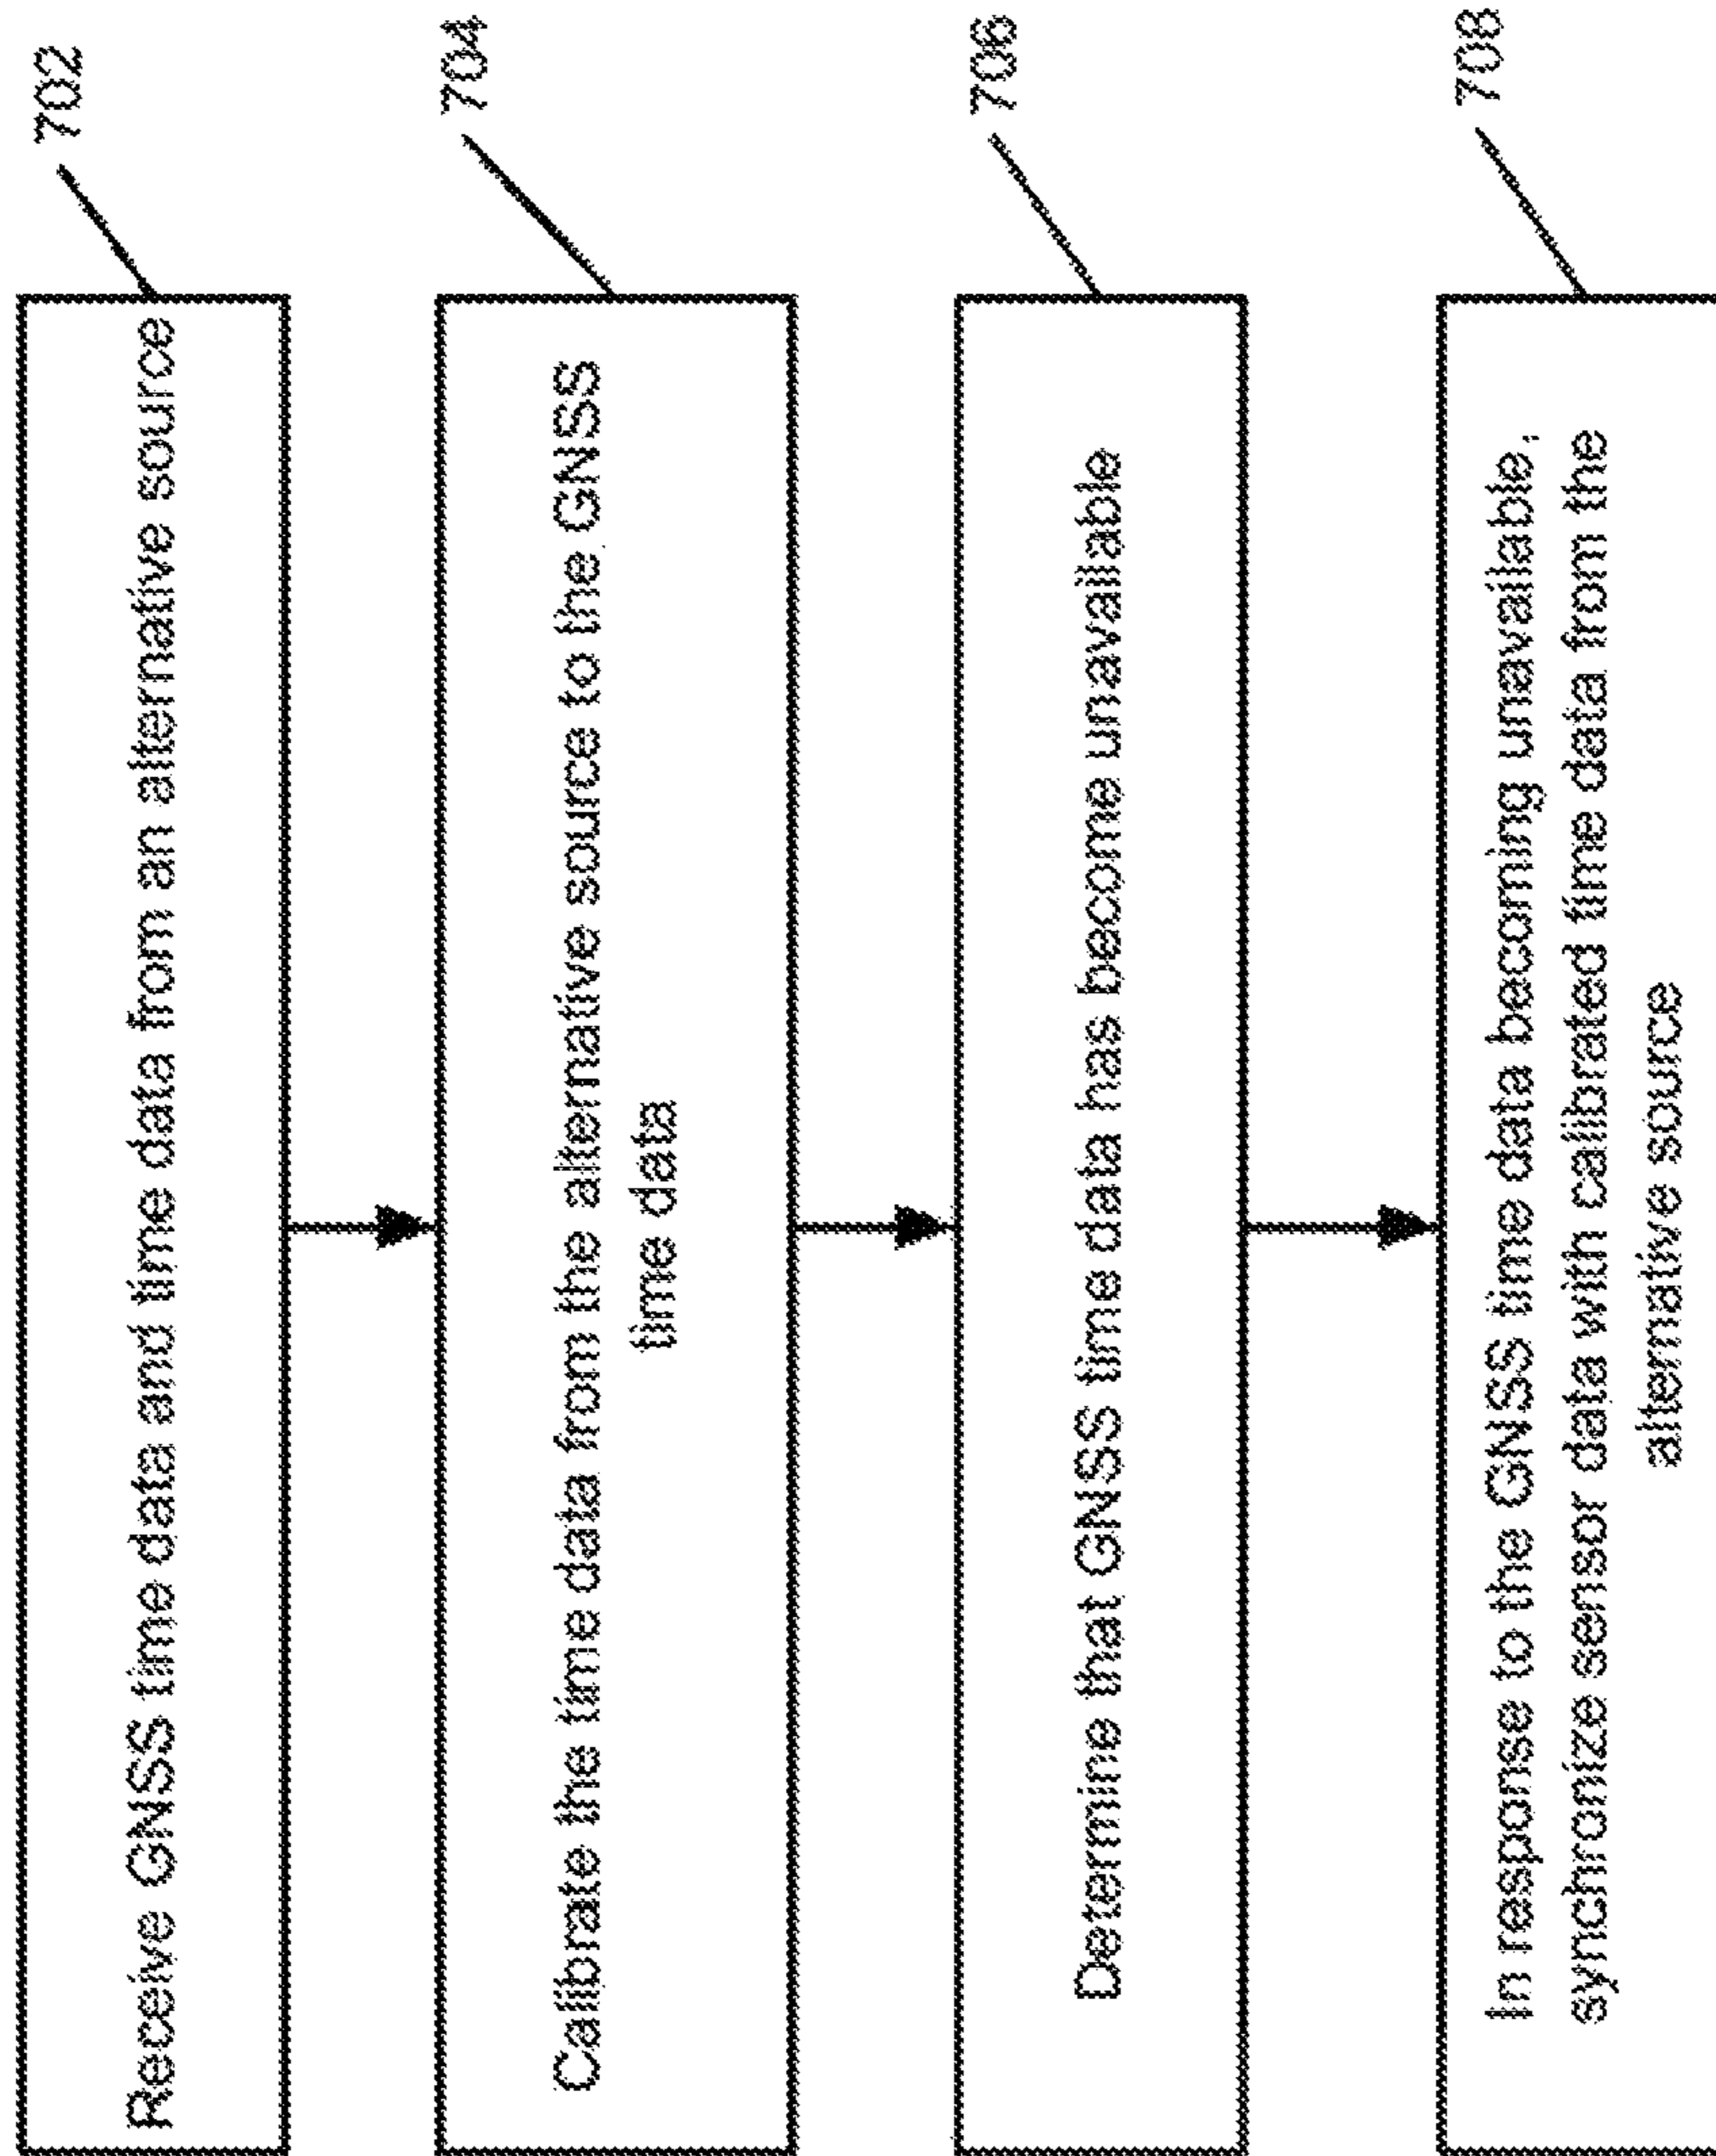 Receive GNSS time data and time data from an alternative source
702
Calibrate the time data from the alternative source to the GNSS
time data
704
Determine that GNSS time data has become unavailable
706
In response to the GNSS time data becoming unavailable,
synchronize sensor data with calibrated time data from the
alternative source
708